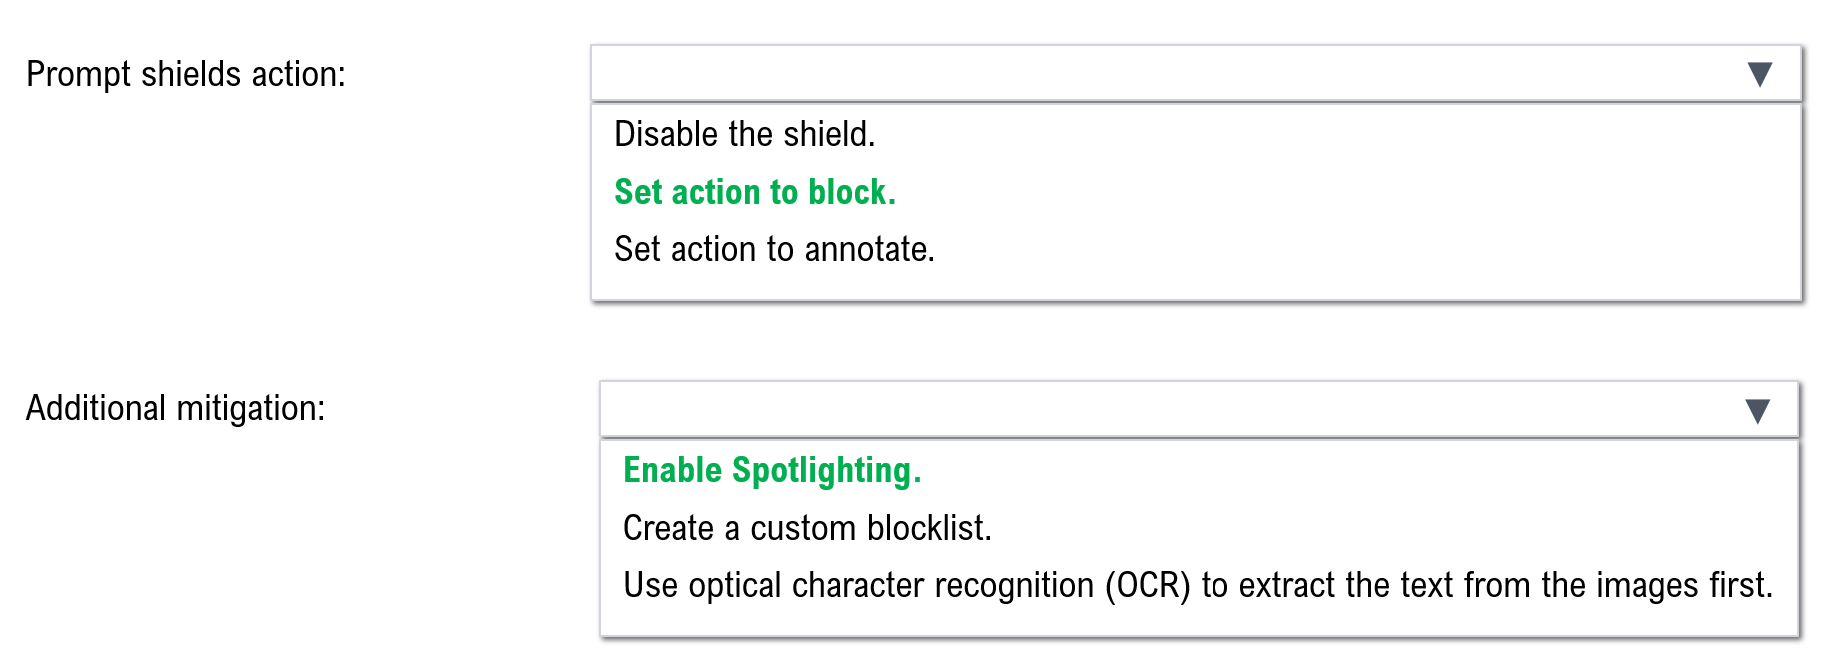 Prompt shields action:
Disable the shield.
Set action to block.
Set action to annotate.
Additional mitigation:
Enable Spotlighting.
Create a custom blocklist.
Use optical character recognition (OCR) to extract the text from the images first.